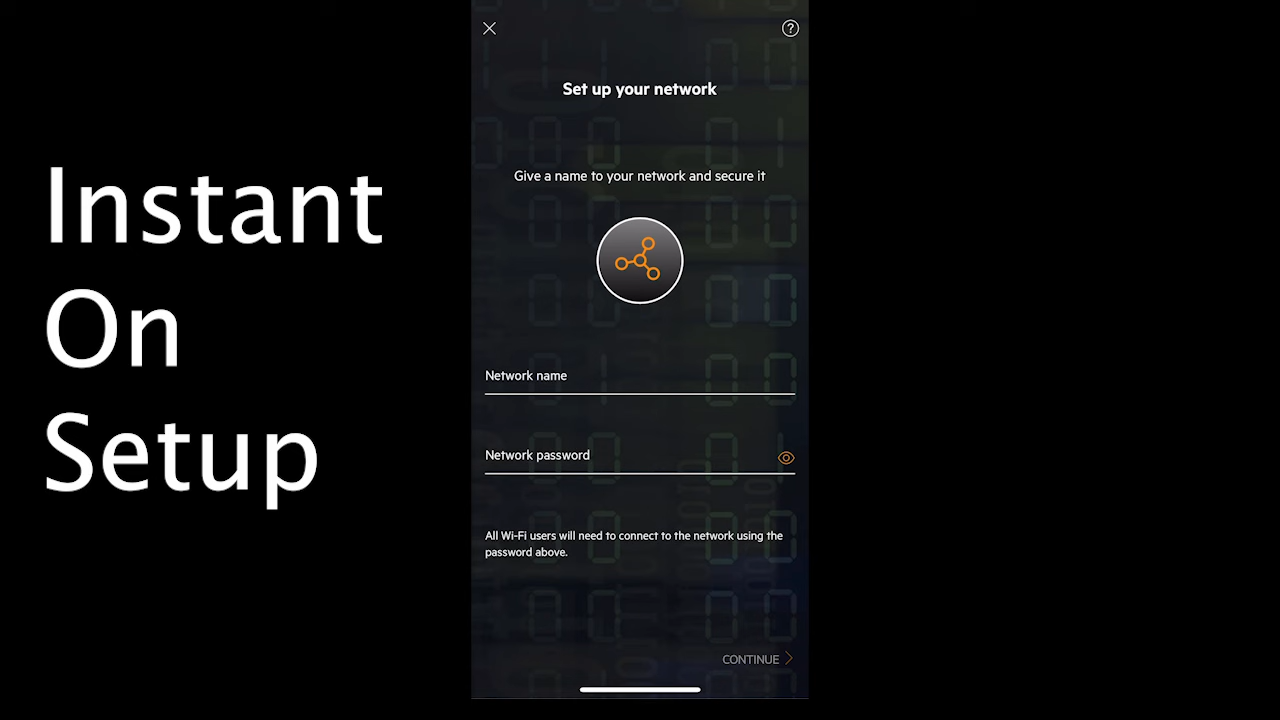 Instant
On
Setup
Set up your network
Give a name to your network and secure it
Network name
Network password
All Wi-Fi users will need to connect to the network using the
password above.
CONTINUE